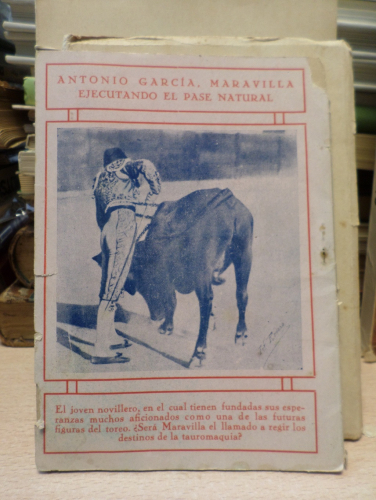 ANTONIO GARCÍA, MARAVILLA
EJECUTANDO EL PASE NATURAL
El joven novillero, en el cual tienen fundadas sus espe-
ranzas muchos aficionados como una de las futuras
figuras del toreo. ¿Será Maravilla el llamado a regir los
destinos de la tauromaquia?